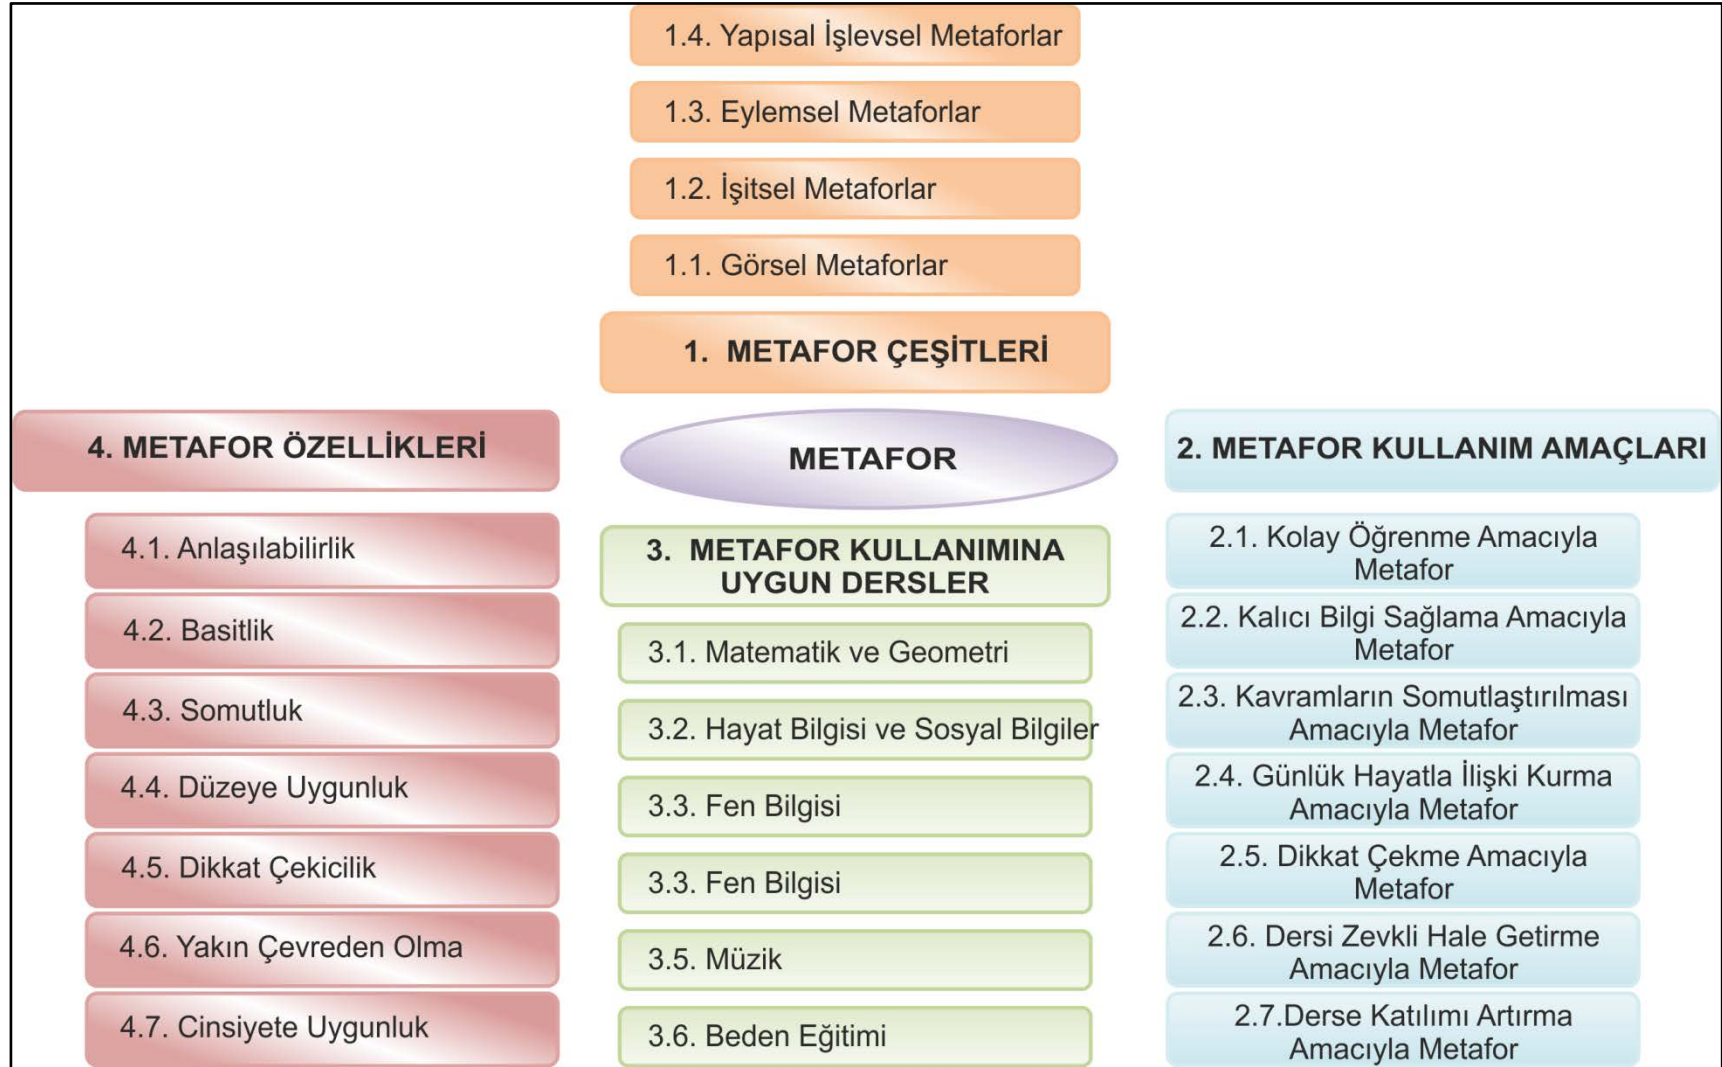 1.4. Yapısal İşlevsel Metaforlar
1.3. Eylemsel Metaforlar
1.2. İşitsel Metaforlar
1.1. Görsel Metaforlar
1. METAFOR ÇEŞİTLERİ
4. METAFOR ÖZELLİKLERİ
4.1. Anlaşılabilirlik
4.2. Basitlik
4.3. Somutluk
4.4. Düzeye Uygunluk
4.5. Dikkat Çekicilik
4.6. Yakın Çevreden Olma
4.7. Cinsiyete Uygunluk
METAFOR
3. METAFOR KULLANIMINA
UYGUN DERSLER
3.1. Matematik ve Geometri
3.2. Hayat Bilgisi ve Sosyal Bilgiler
3.3. Fen Bilgisi
3.3. Fen Bilgisi
3.5. Müzik
3.6. Beden Eğitimi
2. METAFOR KULLANIM AMAÇLARI
2.1. Kolay Öğrenme Amacıyla
Metafor
2.2. Kalıcı Bilgi Sağlama Amacıyla
Metafor
2.3. Kavramların Somutlaştırılması
Amacıyla Metafor
2.4. Günlük Hayatla İlişki Kurma
Amacıyla Metafor
2.5. Dikkat Çekme Amacıyla
Metafor
2.6. Dersi Zevkli Hale Getirme
Amacıyla Metafor
2.7.Derse Katılımı Artırma
Amacıyla Metafor